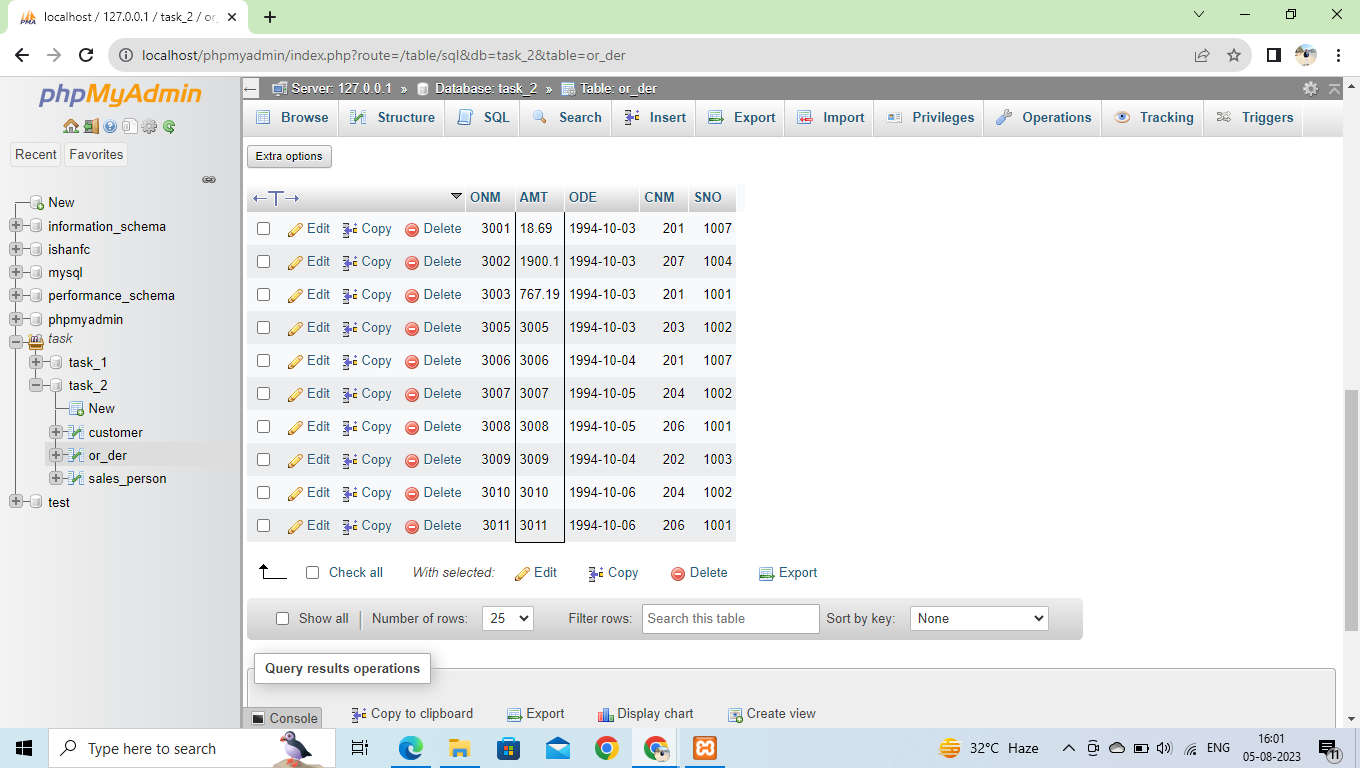 localhost / 127.0.0.1 / task_2 / or_
localhost/phpmyadmin/index.php?route=/table/sql&db=task_2&table=or_der
phpMyAdmin
Recent Favorites
New
information_schema
ishanfc
mysql
performance_schema
phpmyadmin
task
task_1
task_2
New
customer
or_der
sales_person
test
Server: 127.0.0.1 » Database: task_2 » Table: or_der
Browse Structure SQL Search Insert Export Import Privileges Operations Tracking Triggers
Extra options
←T→ ONM AMT ODE CNM SNO
Edit Copy Delete 3001 18.69 1994-10-03 201 1007
Edit Copy Delete 3002 1900.1 1994-10-03 207 1004
Edit Copy Delete 3003 767.19 1994-10-03 201 1001
Edit Copy Delete 3005 3005 1994-10-03 203 1002
Edit Copy Delete 3006 3006 1994-10-04 201 1007
Edit Copy Delete 3007 3007 1994-10-05 204 1002
Edit Copy Delete 3008 3008 1994-10-05 206 1001
Edit Copy Delete 3009 3009 1994-10-04 202 1003
Edit Copy Delete 3010 3010 1994-10-06 204 1002
Edit Copy Delete 3011 3011 1994-10-06 206 1001
Check all With selected: Edit Copy Delete Export
Show all Number of rows: 25 Filter rows: Search this table Sort by key: None
Query results operations
Console Copy to clipboard Export Display chart Create view
Type here to search
32°C Haze ENG 16:01
05-08-2023 11